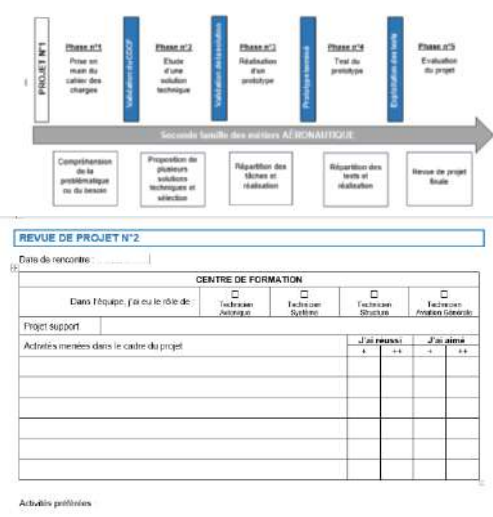 PROJET N°1
Phase n°1
Prise en
main du
cahier des
charges
Validation du CDCF
Phase n°2
Etude
d'une
solution
technique
Validation de la solution
Phase n°3
Réalisation
d'un
prototype
Prototype terminé
Phase n°4
Test du
prototype
Exploitation des tests
Phase n°5
Evaluation
du projet
Seconde famille des métiers AÉRONAUTIQUE
Compréhension
de la
problématique
ou du besoin
Proposition de
plusieurs
solutions
techniques et
sélection
Répartition des
tâches et
réalisation
Répartition des
tests et
réalisation
Revue de projet
finale
REVUE DE PROJET N°2
Date de rencontre :
CENTRE DE FORMATION
Dans l'équipe, j'ai eu le rôle de :
Technicien
Avionique
Technicien
Système
Technicien
Structure
Technicien
Aviation Générale
Projet support
Activités menées dans le cadre du projet
J'ai réussi
J'ai aimé
+ ++ + ++
Activités préférées